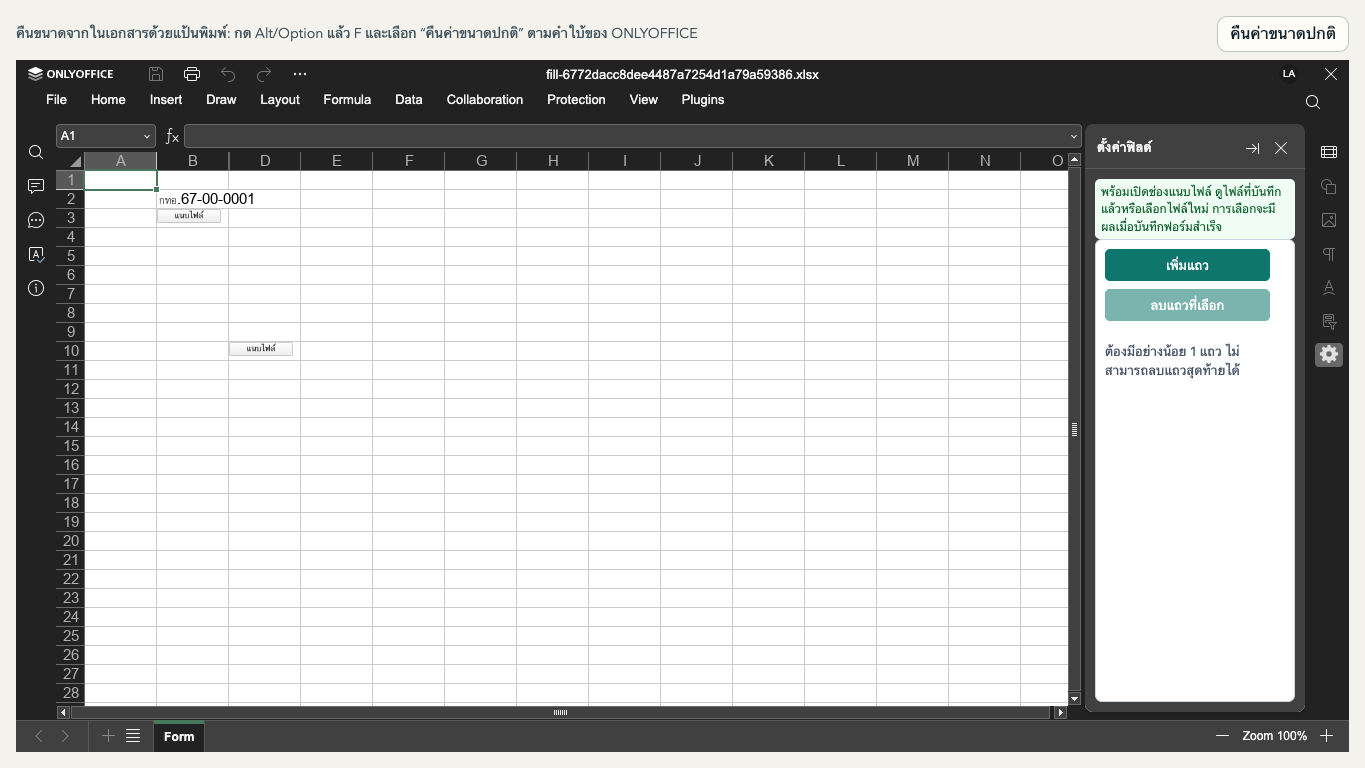 คืนขนาดจากในเอกสารด้วยแป้นพิมพ์: กด Alt/Option แล้ว F และเลือก “คืนค่าขนาดปกติ” ตามคำใบ้ของ ONLYOFFICE
คืนค่าขนาดปกติ
ONLYOFFICE
fill-6772dacc8dee4487a7254d1a79a59386.xlsx
LA
File Home Insert Draw Layout Formula Data Collaboration Protection View Plugins
A1
fx
ตั้งค่าฟิลด์
A B D E F G H I J K L M N O
1
2 กทอ.67-00-0001
3 แนบไฟล์
4
5
6
7
8
9
10 แนบไฟล์
11
12
13
14
15
16
17
18
19
20
21
22
23
24
25
26
27
28
พร้อมเปิดช่องแนบไฟล์ ดูไฟล์ที่บันทึก
แล้วหรือเลือกไฟล์ใหม่ การเลือกจะมี
ผลเมื่อบันทึกฟอร์มสำเร็จ
เพิ่มแถว
ลบแถวที่เลือก
ต้องมีอย่างน้อย 1 แถว ไม่
สามารถลบแถวสุดท้ายได้
Form
Zoom 100%